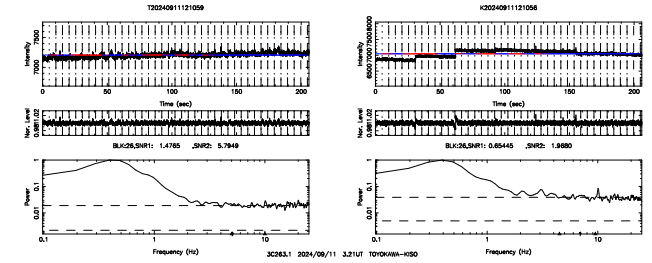 T20240911121059
K20240911121056
Intensity
7000 7500
0 50 100 150 200
Time (sec)
Intensity
6500 7000 7500 8000
0 50 100 150 200
Time (sec)
Nor. Level
0.98 1 1.02
Nor. Level
0.98 1 1.02
BLK:26,SNR1: 1.4765 ,SNR2: 5.7949
BLK:26,SNR1: 0.65445 ,SNR2: 1.9680
Power
1
0.1
0.01
0.1 1 10
Frequency (Hz)
Power
1
0.1
0.01
0.1 1 10
Frequency (Hz)
3C263.1 2024/09/11 3.21UT TOYOKAWA-KISO